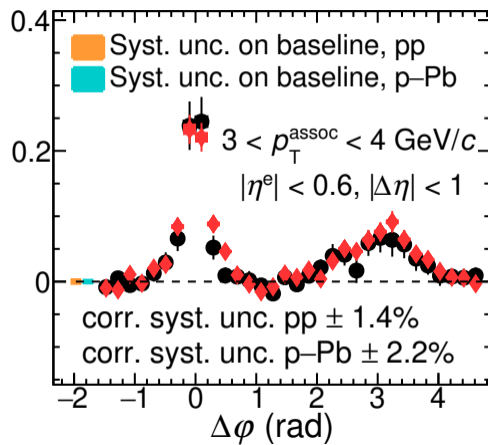 0.4
Syst. unc. on baseline, pp
Syst. unc. on baseline, p–Pb
3 < p_T^assoc < 4 GeV/c
0.2
|η^e| < 0.6, |Δη| < 1
0
corr. syst. unc. pp ± 1.4%
corr. syst. unc. p–Pb ± 2.2%
−2 −1 0 1 2 3 4
Δφ (rad)